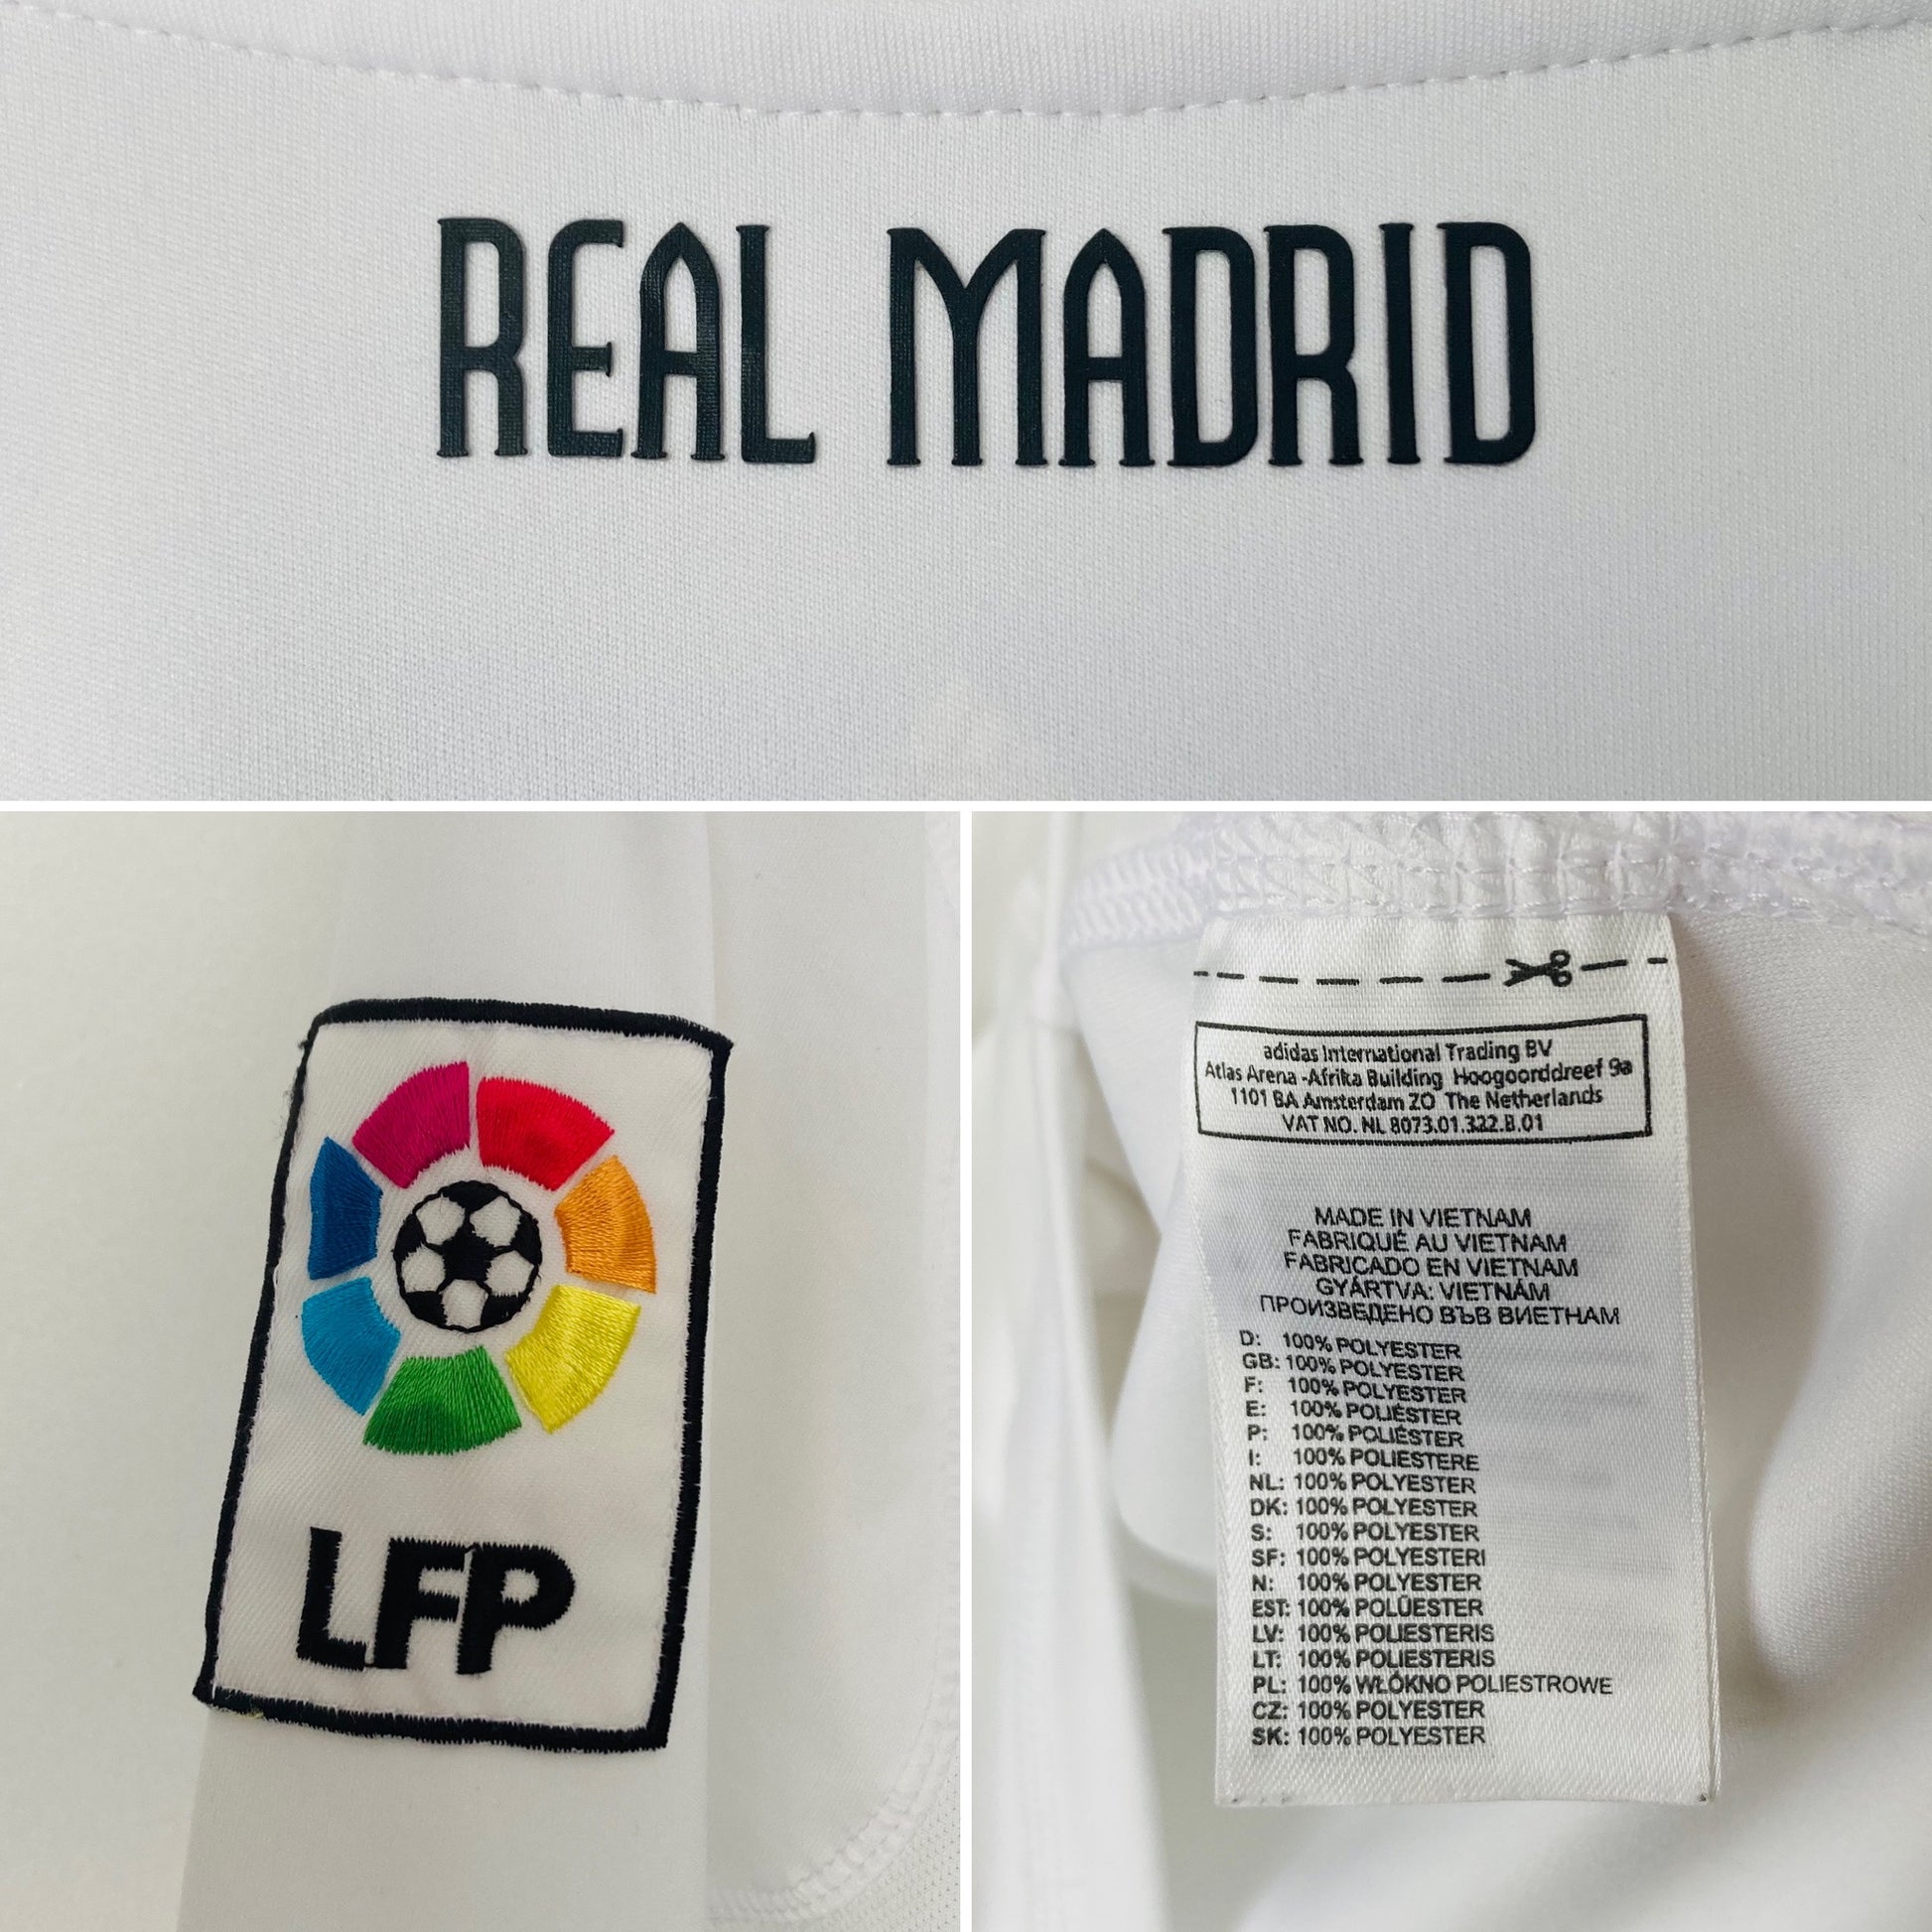 REAL MADRID
LFP
adidas International Trading BV
Atlas Arena -Afrika Building Hoogoorddreef 9a
1101 BA Amsterdam ZO The Netherlands
VAT NO. NL 8073.01.322.B.01
MADE IN VIETNAM
FABRIQUÉ AU VIETNAM
FABRICADO EN VIETNAM
GYÁRTVA: VIETNÁM
ПРОИЗВЕДЕНО ВЪВ ВИЕТНАМ
D: 100% POLYESTER
GB: 100% POLYESTER
F: 100% POLYESTER
E: 100% POLIÉSTER
P: 100% POLIÉSTER
I: 100% POLIESTERE
NL: 100% POLYESTER
DK: 100% POLYESTER
S: 100% POLYESTER
SF: 100% POLYESTERI
N: 100% POLYESTER
EST: 100% POLÜESTER
LV: 100% POLIESTERIS
LT: 100% POLIESTERIS
PL: 100% WŁÓKNO POLIESTROWE
CZ: 100% POLYESTER
SK: 100% POLYESTER